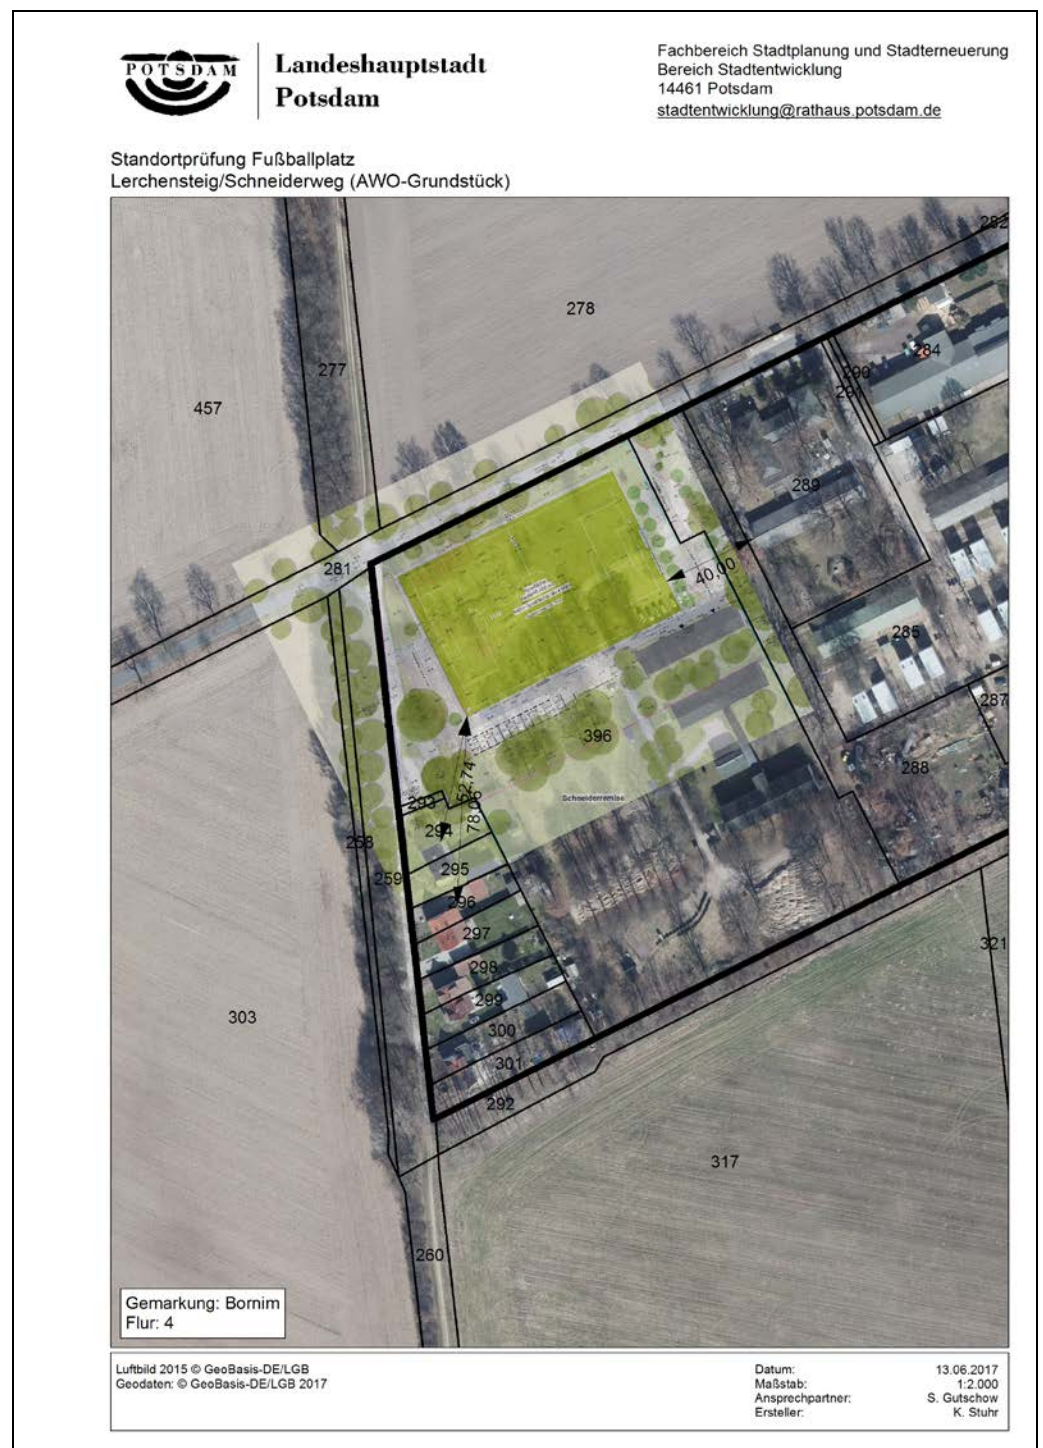 POTSDAM
Landeshauptstadt
Potsdam
Fachbereich Stadtplanung und Stadterneuerung
Bereich Stadtentwicklung
14461 Potsdam
stadtentwicklung@rathaus.potsdam.de
Standortprüfung Fußballplatz
Lerchensteig/Schneiderweg (AWO-Grundstück)
282
278
284
277
290
291
457
289
281
40,00
285
287
396
288
52,74
78,06
Schneiderremise
293
294
258
295
259
296
297
321
298
299
303
300
301
292
317
260
Gemarkung: Bornim
Flur: 4
Luftbild 2015 © GeoBasis-DE/LGB
Geodaten: © GeoBasis-DE/LGB 2017
Datum: 13.06.2017
Maßstab: 1:2.000
Ansprechpartner: S. Gutschow
Ersteller: K. Stuhr